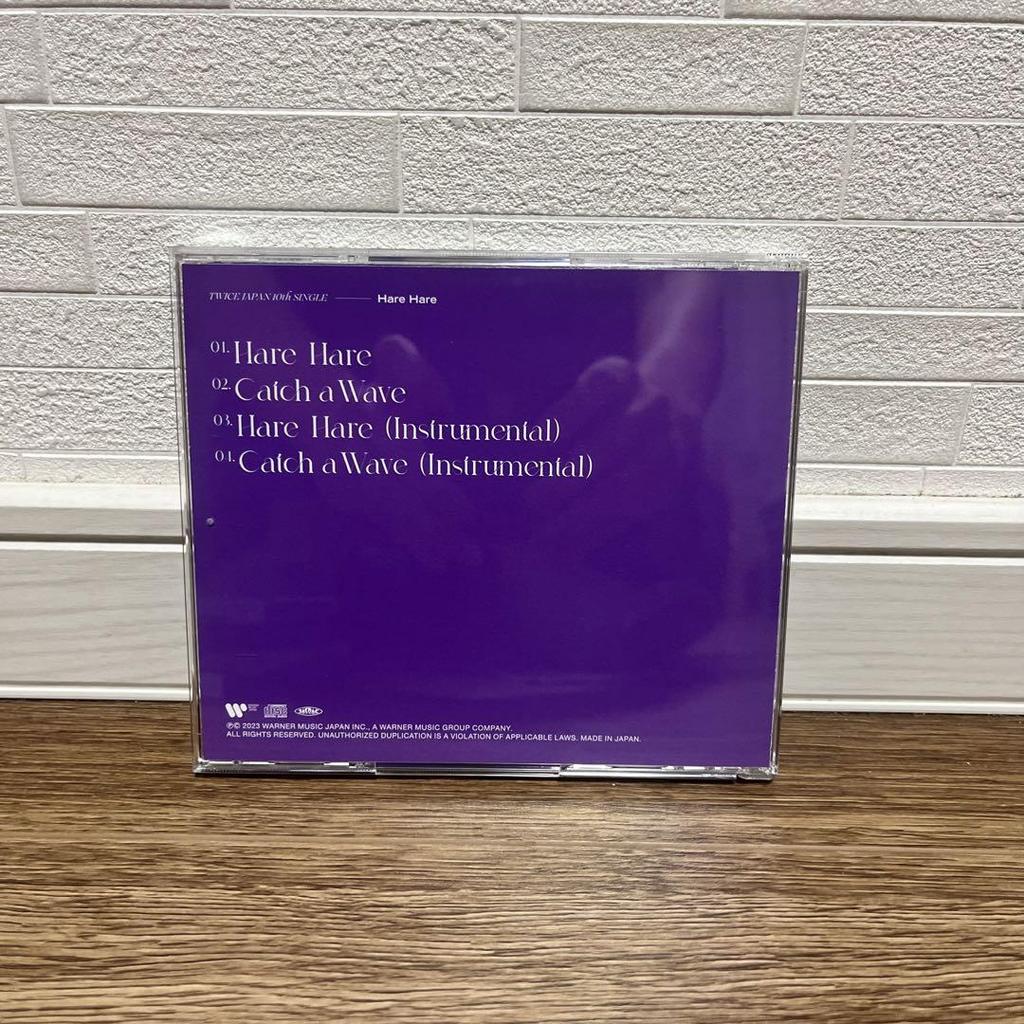 TWICE JAPAN 10th SINGLE Hare Hare
01. Hare Hare
02. Catch a Wave
03. Hare Hare (Instrumental)
04. Catch a Wave (Instrumental)
℗© 2023 WARNER MUSIC JAPAN INC., A WARNER MUSIC GROUP COMPANY.
ALL RIGHTS RESERVED. UNAUTHORIZED DUPLICATION IS A VIOLATION OF APPLICABLE LAWS. MADE IN JAPAN.